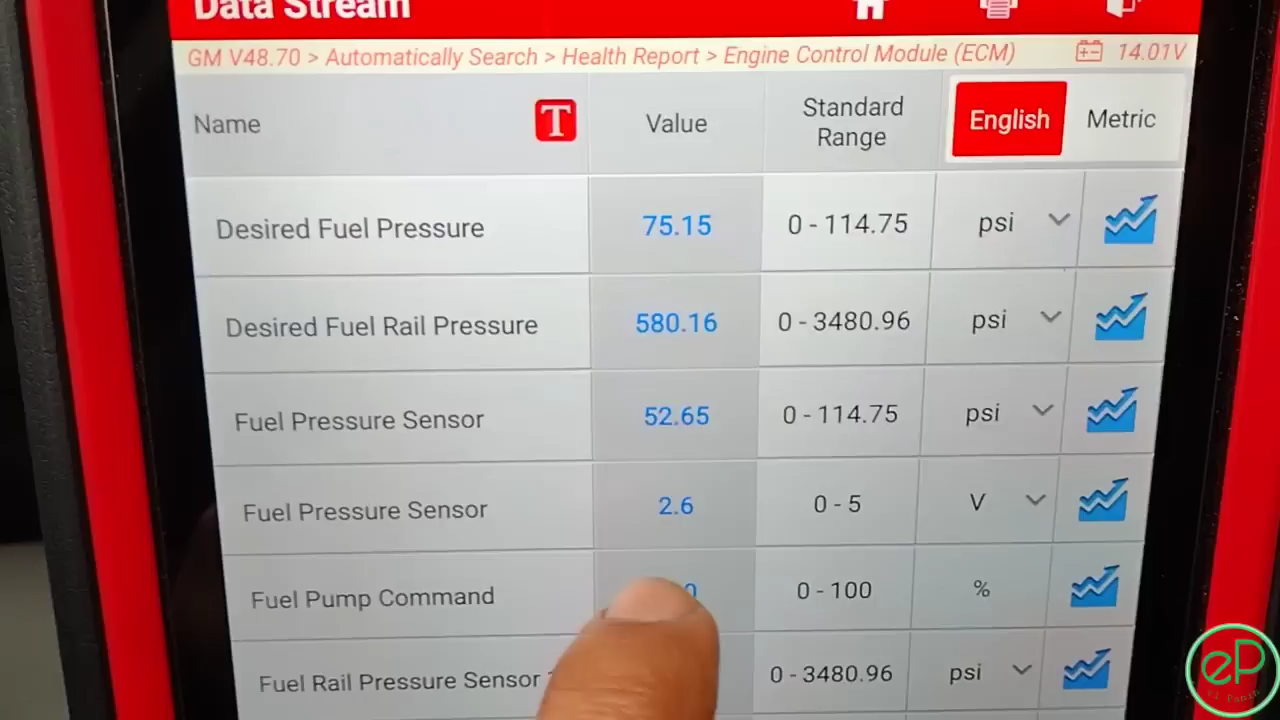 Data Stream
GM V48.70 > Automatically Search > Health Report > Engine Control Module (ECM) 14.01V
Name T Value Standard Range English Metric
Desired Fuel Pressure 75.15 0 - 114.75 psi
Desired Fuel Rail Pressure 580.16 0 - 3480.96 psi
Fuel Pressure Sensor 52.65 0 - 114.75 psi
Fuel Pressure Sensor 2.6 0 - 5 V
Fuel Pump Command 0 - 100 %
Fuel Rail Pressure Sensor 0 - 3480.96 psi
eP